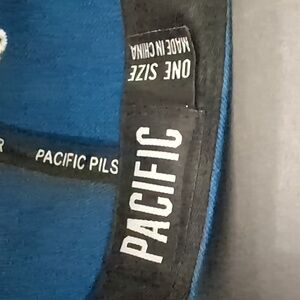 MADE IN CHINA
ONE SIZE
PACIFIC PILS
PACIFIC